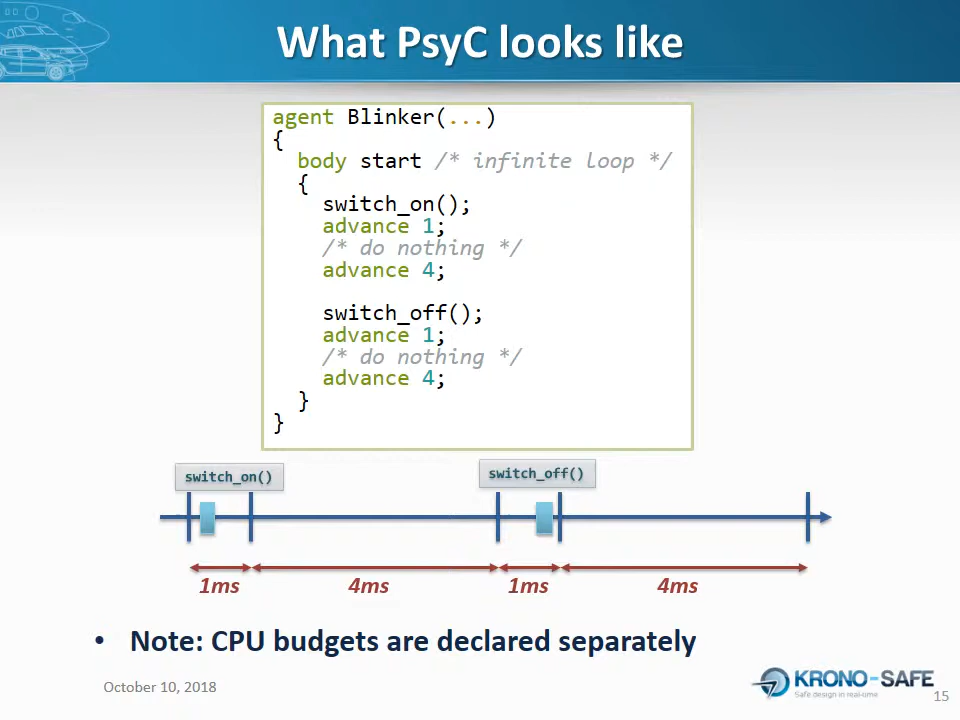 What PsyC looks like
agent Blinker(...)
{
body start /* infinite loop */
{
switch_on();
advance 1;
/* do nothing */
advance 4;
switch_off();
advance 1;
/* do nothing */
advance 4;
}
}
switch_on()
switch_off()
1ms
4ms
1ms
4ms
• Note: CPU budgets are declared separately
October 10, 2018
KRONO-SAFE
Safe design in real-time
15